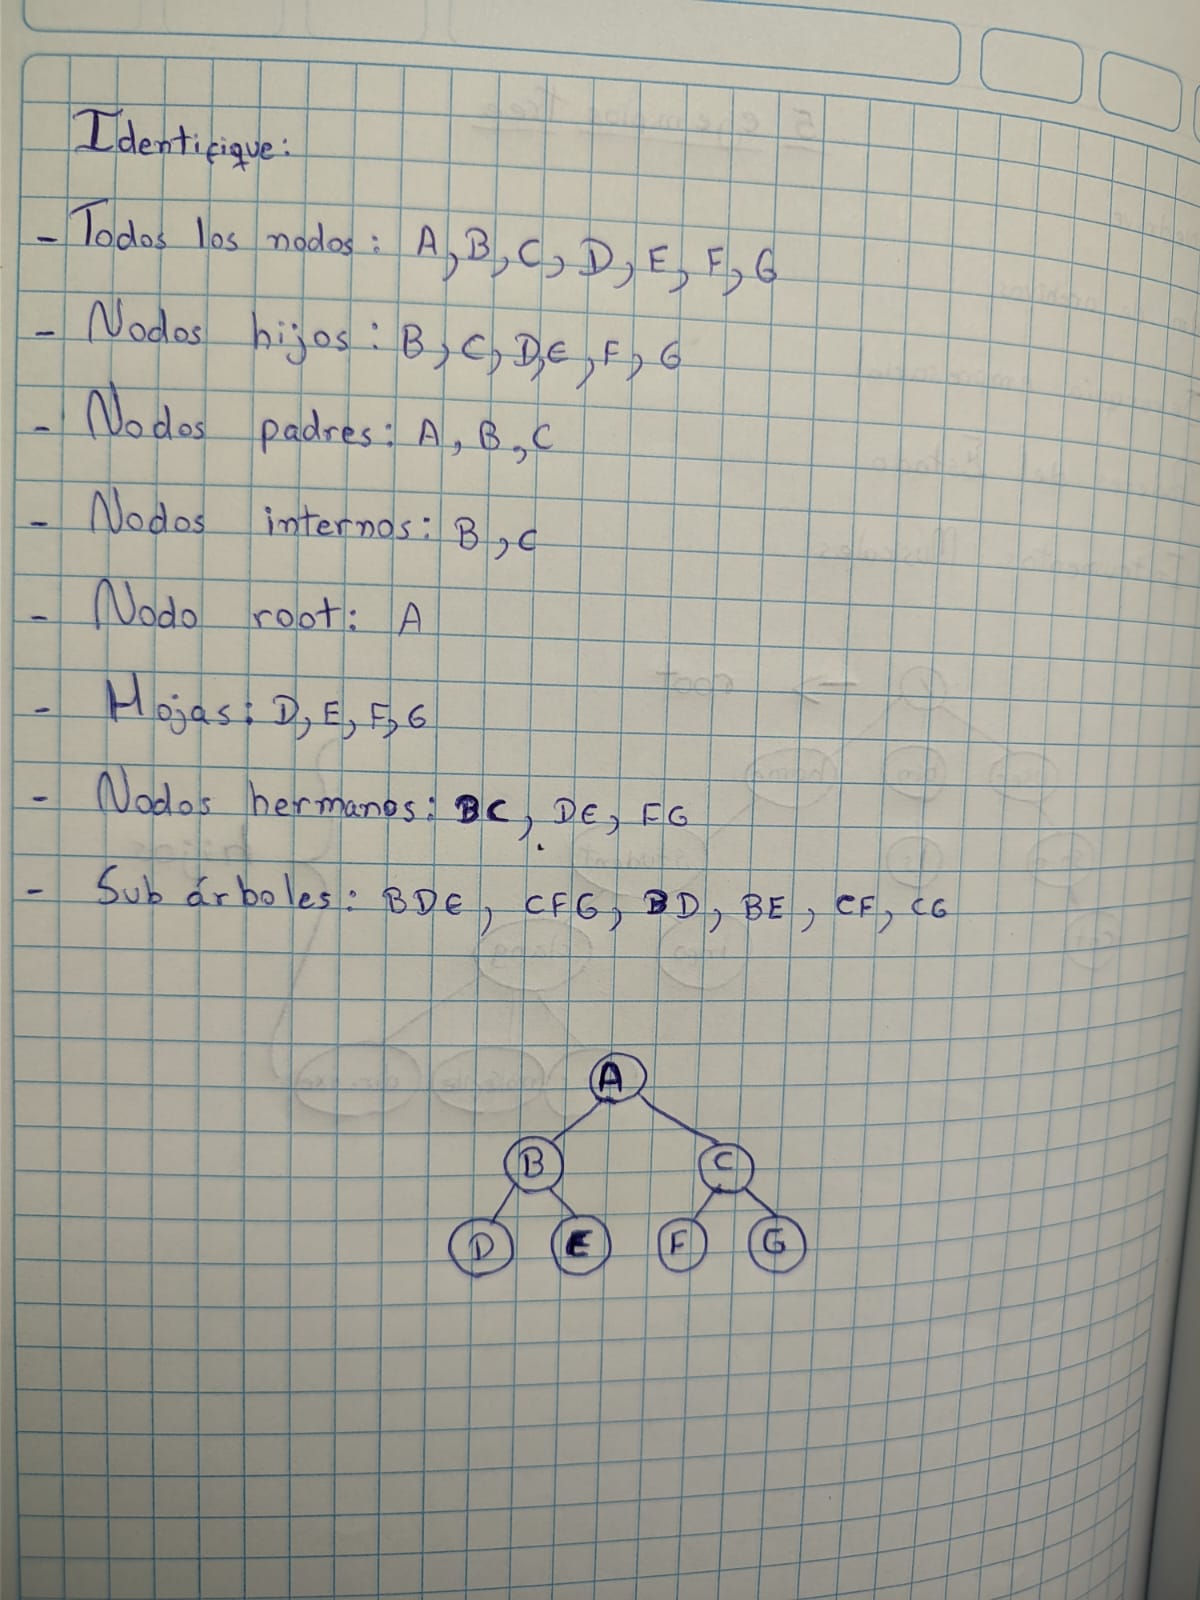 Identifique:
- Todos los nodos: A, B, C, D, E, F, G
- Nodos hijos: B, C, D, E, F, G
- Nodos padres: A, B, C
- Nodos internos: B, C
- Nodo root: A
- Hojas: D, E, F, G
- Nodos hermanos: BC, DE, FG
- Sub árboles: BDE, CFG, BD, BE, CF, CG
A
B C
D E F G